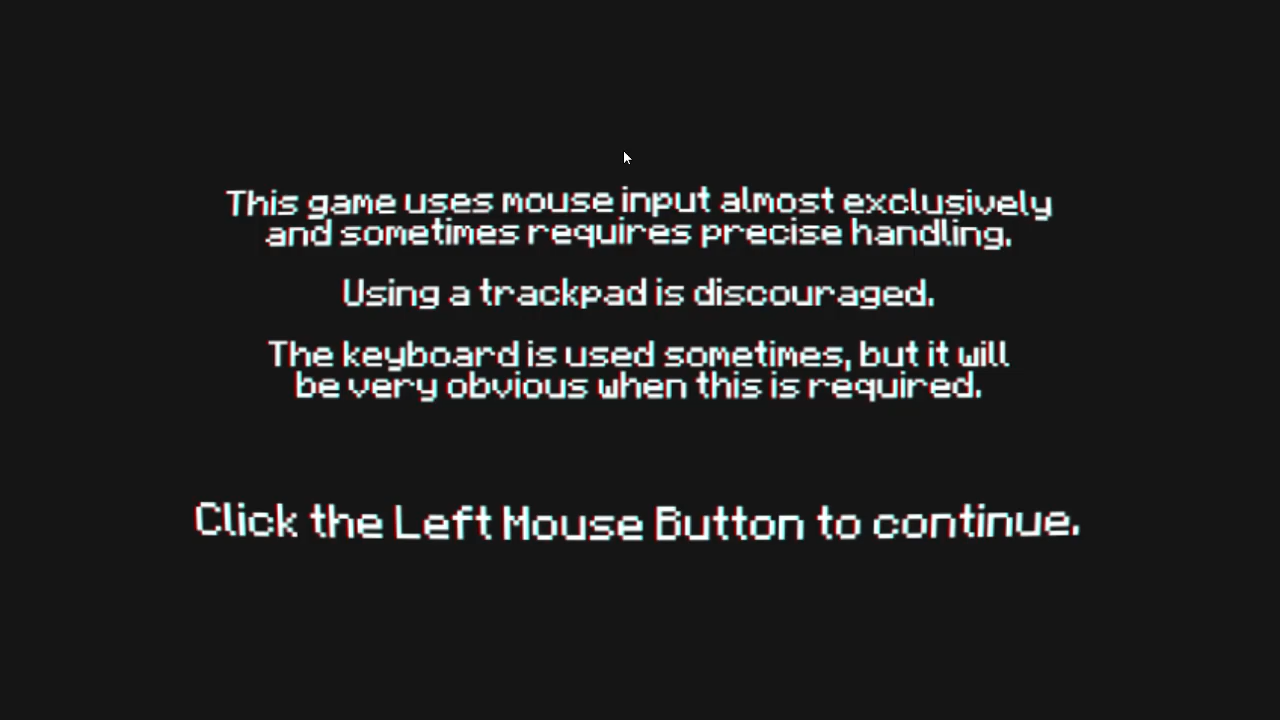 This game uses mouse input almost exclusively
and sometimes requires precise handling.
Using a trackpad is discouraged.
The keyboard is used sometimes, but it will
be very obvious when this is required.
Click the Left Mouse Button to continue.